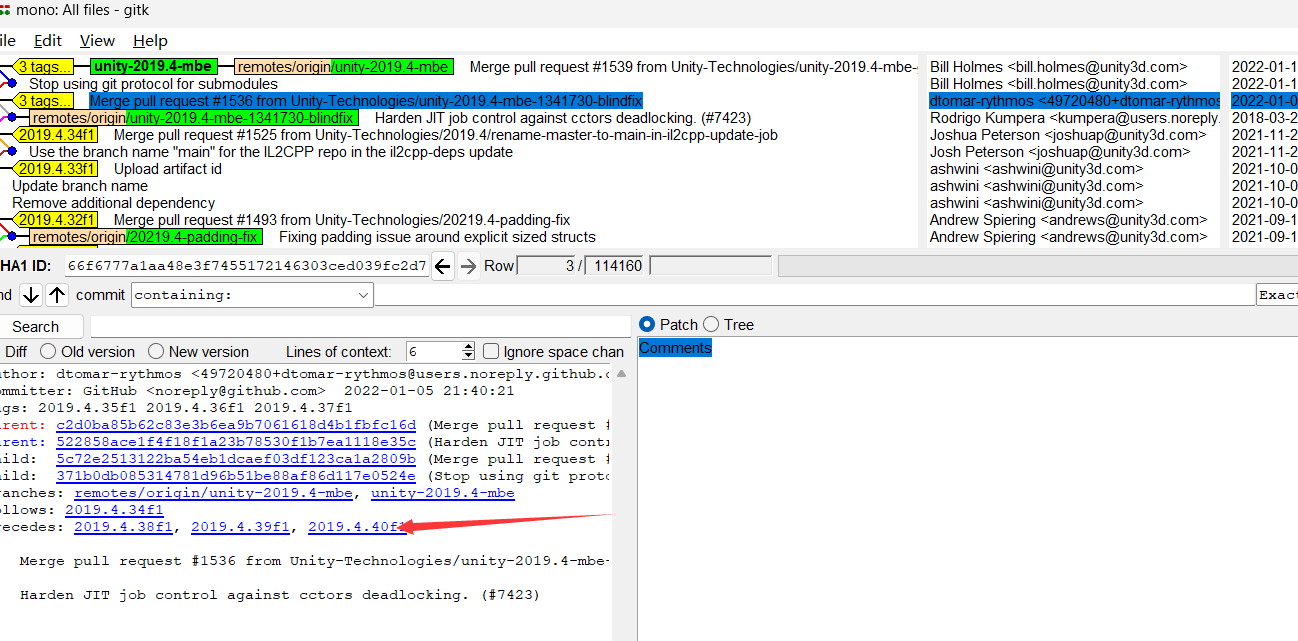 mono: All files - gitk
ile Edit View Help
3 tags... unity-2019.4-mbe remotes/origin/unity-2019.4-mbe Merge pull request #1539 from Unity-Technologies/unity-2019.4-mbe- Bill Holmes <bill.holmes@unity3d.com> 2022-01-1
Stop using git protocol for submodules Bill Holmes <bill.holmes@unity3d.com> 2022-01-1
3 tags... Merge pull request #1536 from Unity-Technologies/unity-2019.4-mbe-1341730-blindfix dtomar-rythmos <49720480+dtomar-rythmos 2022-01-0
remotes/origin/unity-2019.4-mbe-1341730-blindfix Harden JIT job control against cctors deadlocking. (#7423) Rodrigo Kumpera <kumpera@users.noreply. 2018-03-2
2019.4.34f1 Merge pull request #1525 from Unity-Technologies/2019.4/rename-master-to-main-in-il2cpp-update-job Joshua Peterson <joshuap@unity3d.com> 2021-11-2
Use the branch name "main" for the IL2CPP repo in the il2cpp-deps update Josh Peterson <joshuap@unity3d.com> 2021-11-2
2019.4.33f1 Upload artifact id ashwini <ashwini@unity3d.com> 2021-10-0
Update branch name ashwini <ashwini@unity3d.com> 2021-10-0
Remove additional dependency ashwini <ashwini@unity3d.com> 2021-10-0
2019.4.32f1 Merge pull request #1493 from Unity-Technologies/20219.4-padding-fix Andrew Spiering <andrews@unity3d.com> 2021-09-1
remotes/origin/20219.4-padding-fix Fixing padding issue around explicit sized structs Andrew Spiering <andrews@unity3d.com> 2021-09-1
HA1 ID: 66f6777a1aa48e3f7455172146303ced039fc2d7 Row 3 / 114160
nd commit containing: Exact
Search
Patch Tree
Diff Old version New version Lines of context: 6 Ignore space chan
Comments
uthor: dtomar-rythmos <49720480+dtomar-rythmos@users.noreply.github.c
ommitter: GitHub <noreply@github.com> 2022-01-05 21:40:21
ags: 2019.4.35f1 2019.4.36f1 2019.4.37f1
arent: c2d0ba85b62c83e3b6ea9b7061618d4b1fbfc16d (Merge pull request #
arent: 522858ace1f4f18f1a23b78530f1b7ea1118e35c (Harden JIT job contr
hild: 5c72e2513122ba54eb1dcaef03df123ca1a2809b (Merge pull request #
hild: 371b0db085314781d96b51be88af86d117e0524e (Stop using git proto
ranches: remotes/origin/unity-2019.4-mbe, unity-2019.4-mbe
ollows: 2019.4.34f1
recedes: 2019.4.38f1, 2019.4.39f1, 2019.4.40f1
Merge pull request #1536 from Unity-Technologies/unity-2019.4-mbe-
Harden JIT job control against cctors deadlocking. (#7423)